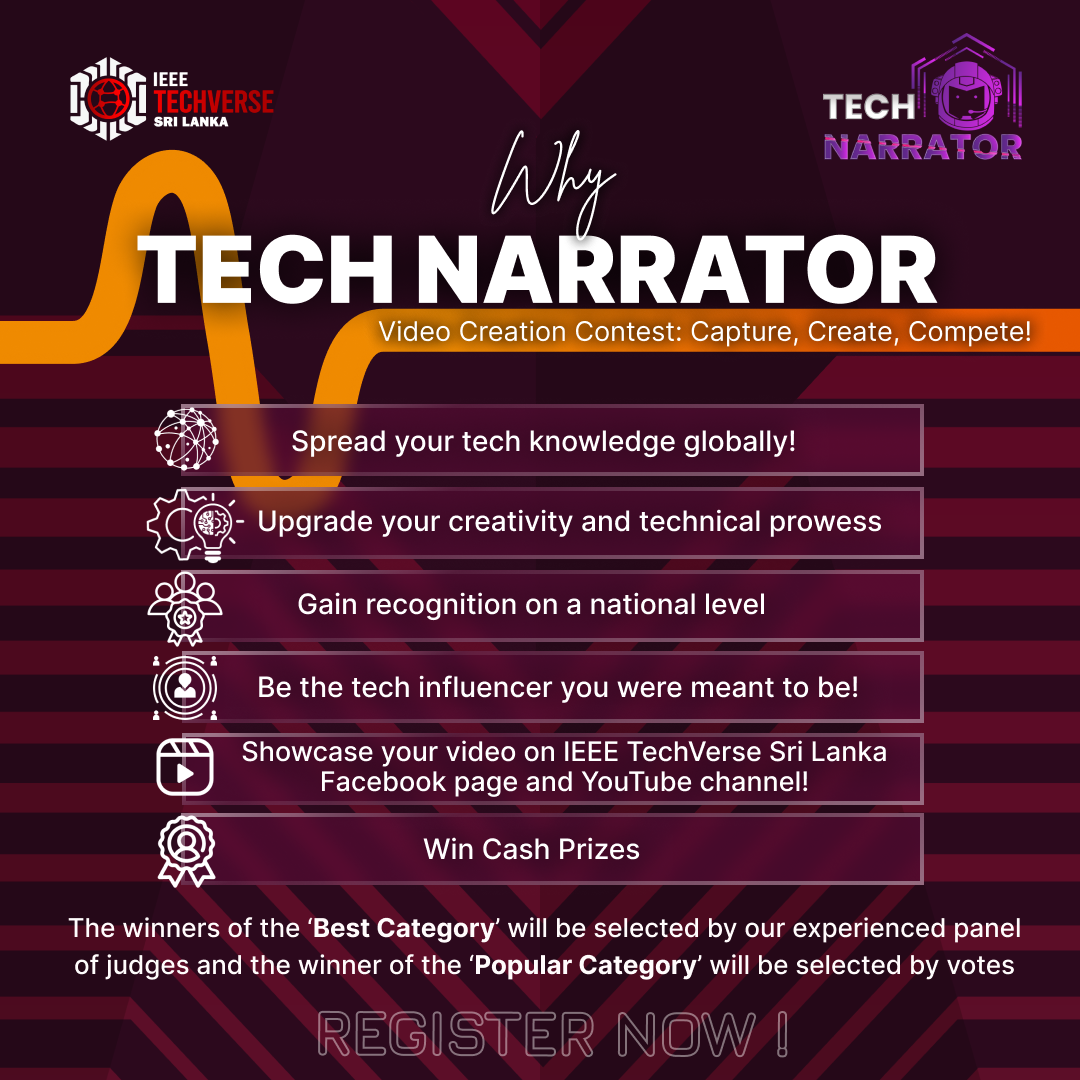 IEEE
TECHVERSE
SRI LANKA
TECH
NARRATOR
Why
TECH NARRATOR
Video Creation Contest: Capture, Create, Compete!
Spread your tech knowledge globally!
Upgrade your creativity and technical prowess
Gain recognition on a national level
Be the tech influencer you were meant to be!
Showcase your video on IEEE TechVerse Sri Lanka
Facebook page and YouTube channel!
Win Cash Prizes
The winners of the ‘Best Category’ will be selected by our experienced panel
of judges and the winner of the ‘Popular Category’ will be selected by votes
REGISTER NOW !